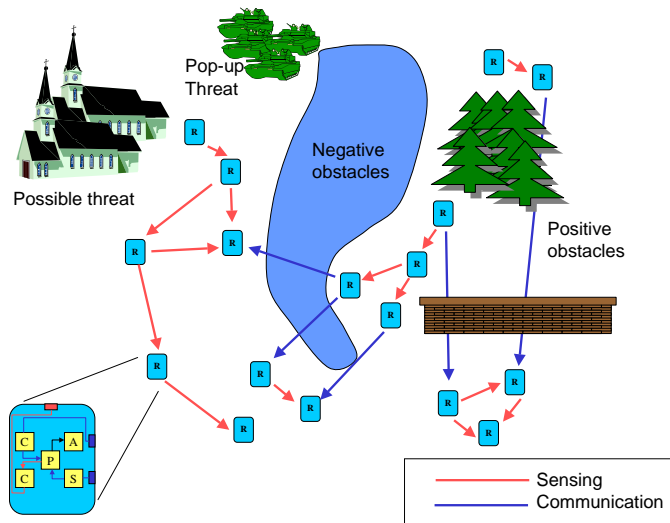 Pop-up
Threat
R
R
R
Possible threat
R
Negative
obstacles
R
R
Positive
obstacles
R
R
R
R
R
R
R
R
R
R
R
R
R
C
A
P
C
S
Sensing
Communication